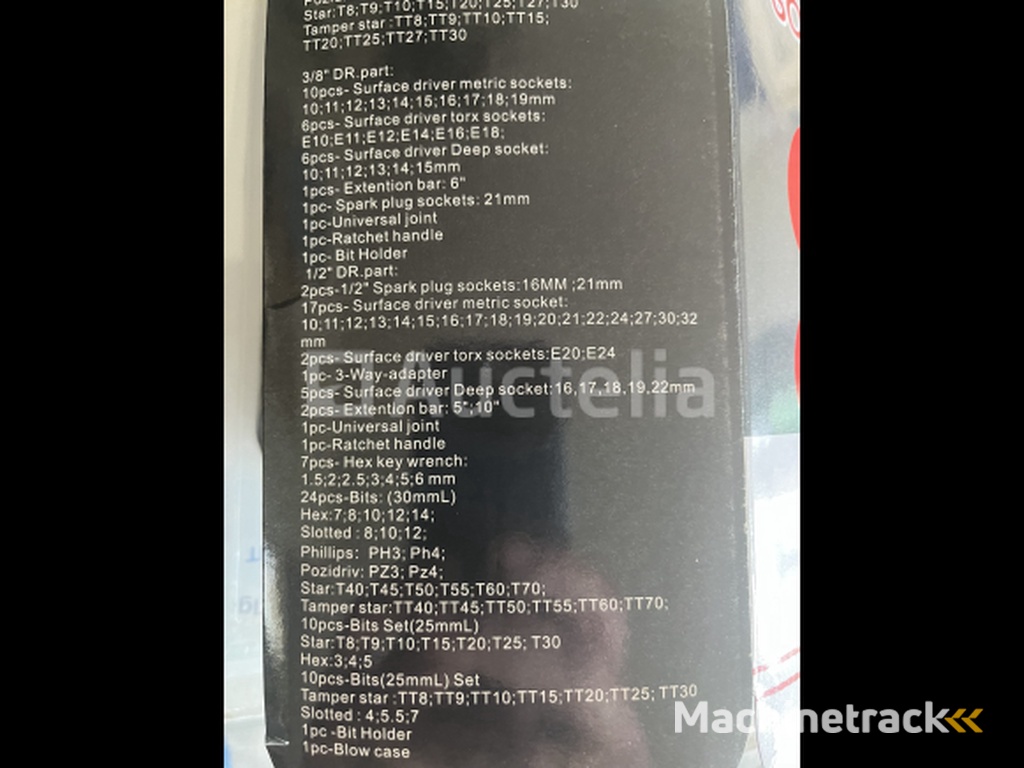 Star:T8;T9;T10;T15;T20;T25;T27;T30
Tamper star :TT8;TT9;TT10;TT15;
TT20;TT25;TT27;TT30
3/8" DR.part:
10pcs- Surface driver metric sockets:
10;11;12;13;14;15;16;17;18;19mm
6pcs- Surface driver torx sockets:
E10;E11;E12;E14;E16;E18;
6pcs- Surface driver Deep socket:
10;11;12;13;14;15mm
1pcs- Extention bar: 6"
1pc- Spark plug sockets: 21mm
1pc-Universal joint
1pc-Ratchet handle
1pc- Bit Holder
1/2" DR.part:
2pcs-1/2" Spark plug sockets:16MM ;21mm
17pcs- Surface driver metric socket:
10;11;12;13;14;15;16;17;18;19;20;21;22;24;27;30;32
mm
2pcs- Surface driver torx sockets:E20;E24
1pc- 3-Way-adapter
5pcs- Surface driver Deep socket:16,17,18,19,22mm
2pcs- Extention bar: 5";10"
1pc-Universal joint
1pc-Ratchet handle
7pcs- Hex key wrench:
1.5;2;2.5;3;4;5;6 mm
24pcs-Bits: (30mmL)
Hex:7;8;10;12;14;
Slotted : 8;10;12;
Phillips: PH3; Ph4;
Pozidriv: PZ3; Pz4;
Star:T40;T45;T50;T55;T60;T70;
Tamper star:TT40;TT45;TT50;TT55;TT60;TT70;
10pcs-Bits Set(25mmL)
Star:T8;T9;T10;T15;T20;T25; T30
Hex:3;4;5
10pcs-Bits(25mmL) Set
Tamper star :TT8;TT9;TT10;TT15;TT20;TT25; TT30
Slotted : 4;5.5;7
1pc -Bit Holder
1pc-Blow case
Auctelia
Machinetrack